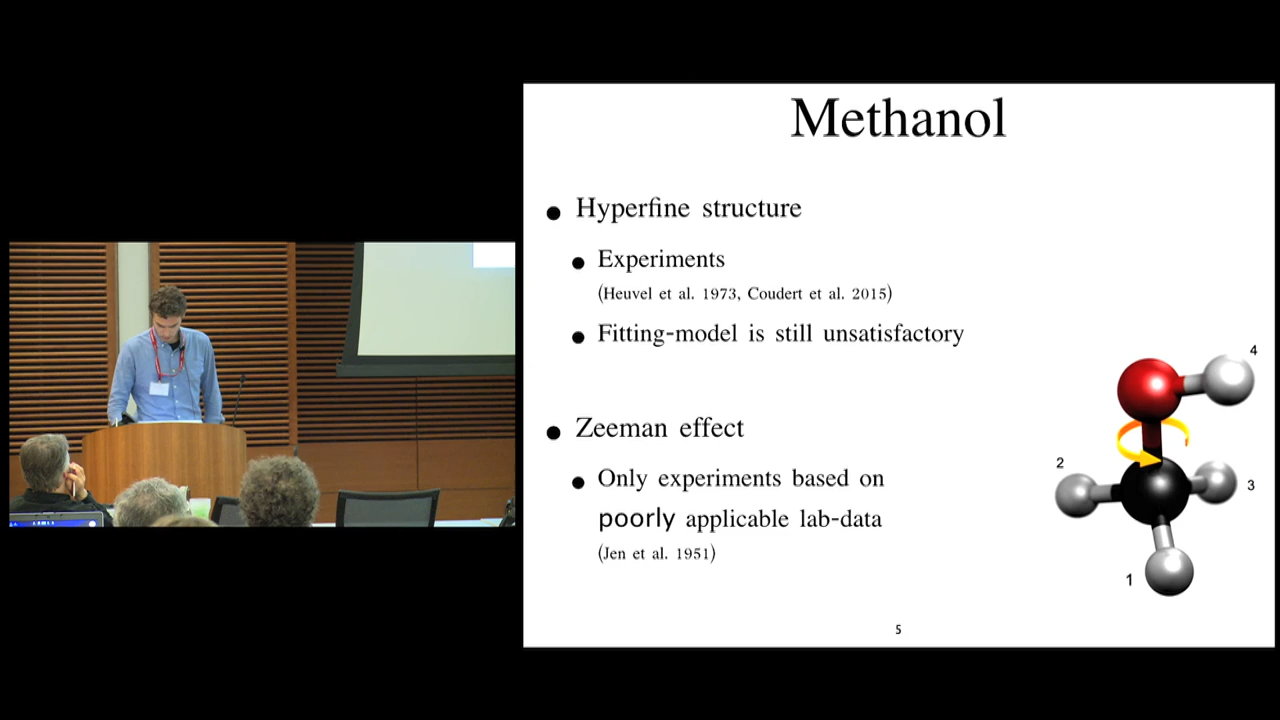 Methanol
• Hyperfine structure
• Experiments
(Heuvel et al. 1973, Coudert et al. 2015)
• Fitting-model is still unsatisfactory
• Zeeman effect
• Only experiments based on
poorly applicable lab-data
(Jen et al. 1951)
4
2
3
1
5